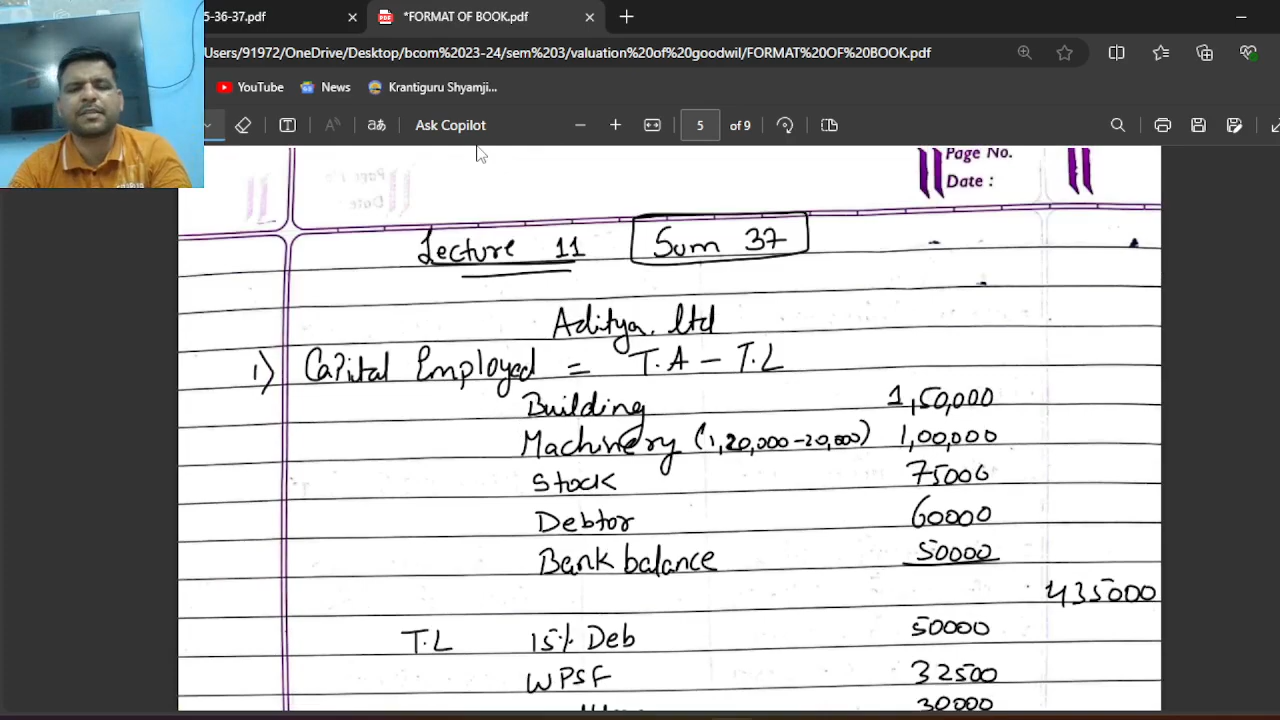 5-36-37.pdf
*FORMAT OF BOOK.pdf
Users/91972/OneDrive/Desktop/bcom%2023-24/sem%203/valuation%20of%20goodwil/FORMAT%20OF%20BOOK.pdf
YouTube News Krantiguru Shyamji...
aあ Ask Copilot 5 of 9
Page No.
Date :
Lecture 11 Sum 37
Aditya. ltd
1) Capital Employed = T.A - T.L
Building 1,50,000
Machinery (1,20,000-20,000) 1,00,000
Stock 75000
Debtor 60000
Bank balance 50000
435000
T.L 15% Deb 50000
WPSF 32500
30000